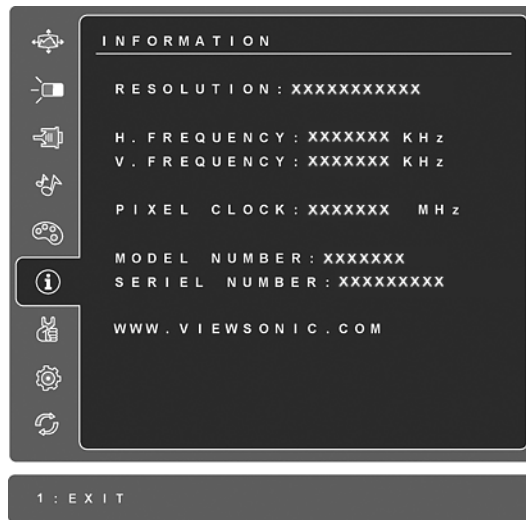 INFORMATION
RESOLUTION: XXXXXXXXXXX
H. FREQUENCY: XXXXXXX KHz
V. FREQUENCY: XXXXXXX KHz
PIXEL CLOCK: XXXXXXX MHz
MODEL NUMBER: XXXXXXX
SERIEL NUMBER: XXXXXXXXX
WWW.VIEWSONIC.COM
1: EXIT